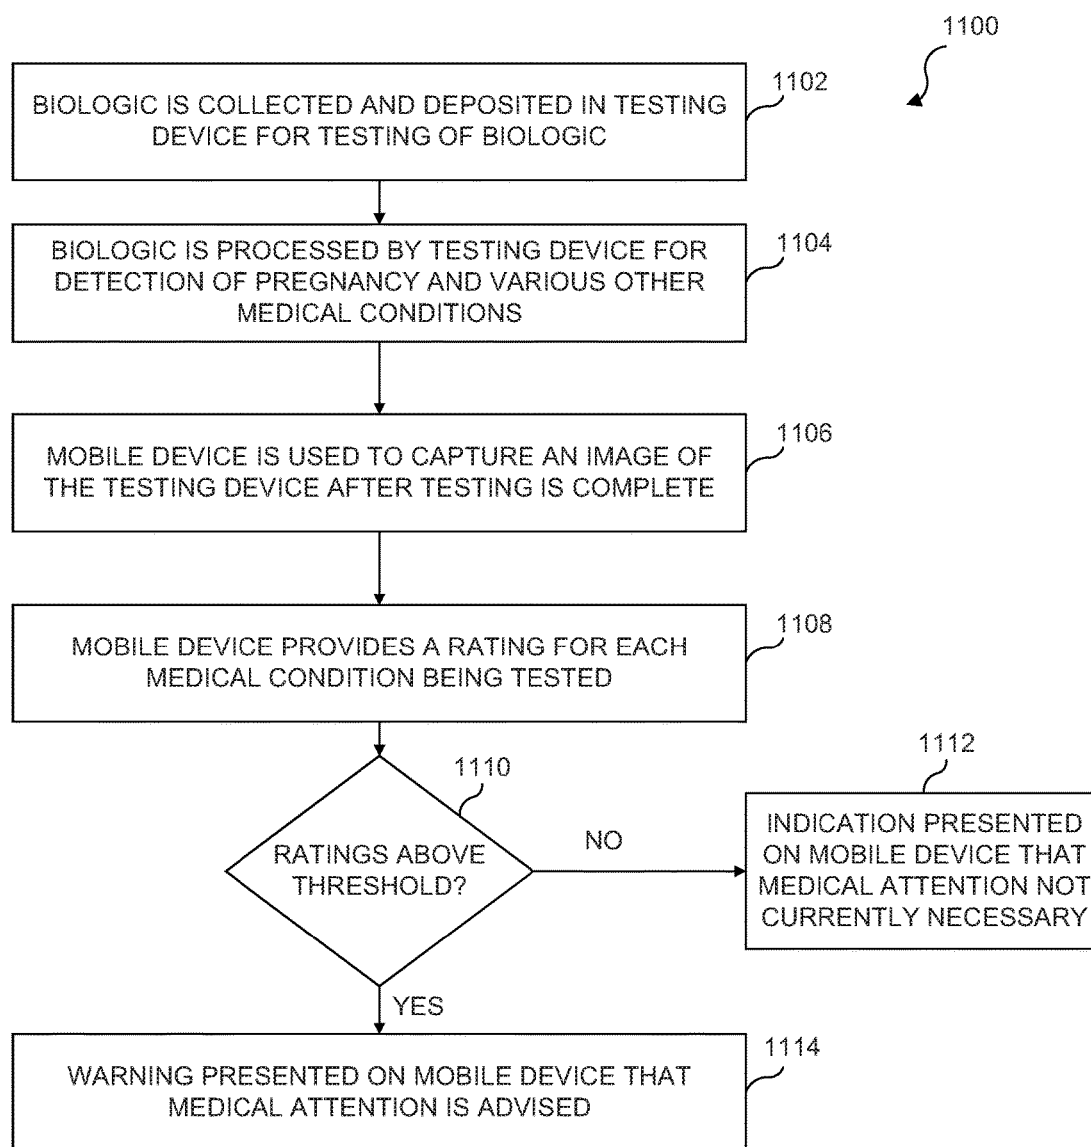 1100
BIOLOGIC IS COLLECTED AND DEPOSITED IN TESTING
DEVICE FOR TESTING OF BIOLOGIC
1102
BIOLOGIC IS PROCESSED BY TESTING DEVICE FOR
DETECTION OF PREGNANCY AND VARIOUS OTHER
MEDICAL CONDITIONS
1104
MOBILE DEVICE IS USED TO CAPTURE AN IMAGE OF
THE TESTING DEVICE AFTER TESTING IS COMPLETE
1106
MOBILE DEVICE PROVIDES A RATING FOR EACH
MEDICAL CONDITION BEING TESTED
1108
RATINGS ABOVE
THRESHOLD?
1110
NO
INDICATION PRESENTED
ON MOBILE DEVICE THAT
MEDICAL ATTENTION NOT
CURRENTLY NECESSARY
1112
YES
WARNING PRESENTED ON MOBILE DEVICE THAT
MEDICAL ATTENTION IS ADVISED
1114